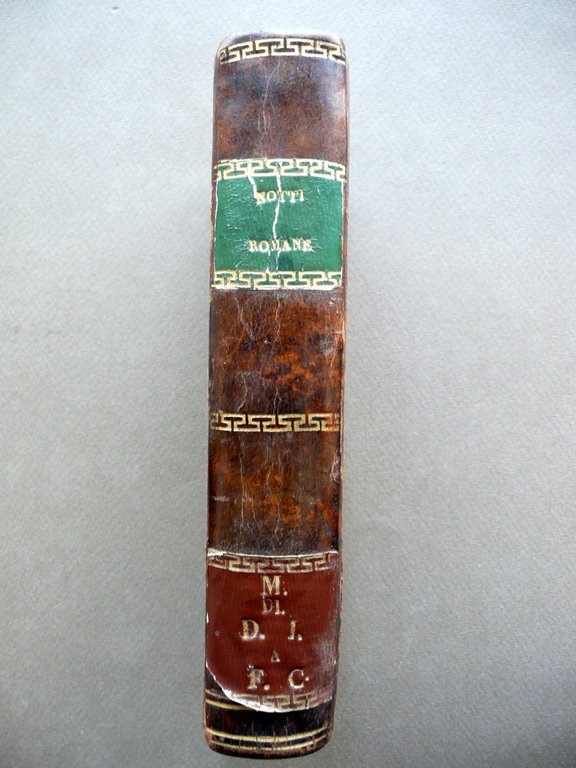 NOTTI
ROMANE
M.
DI.
D. I.
A
F. C.